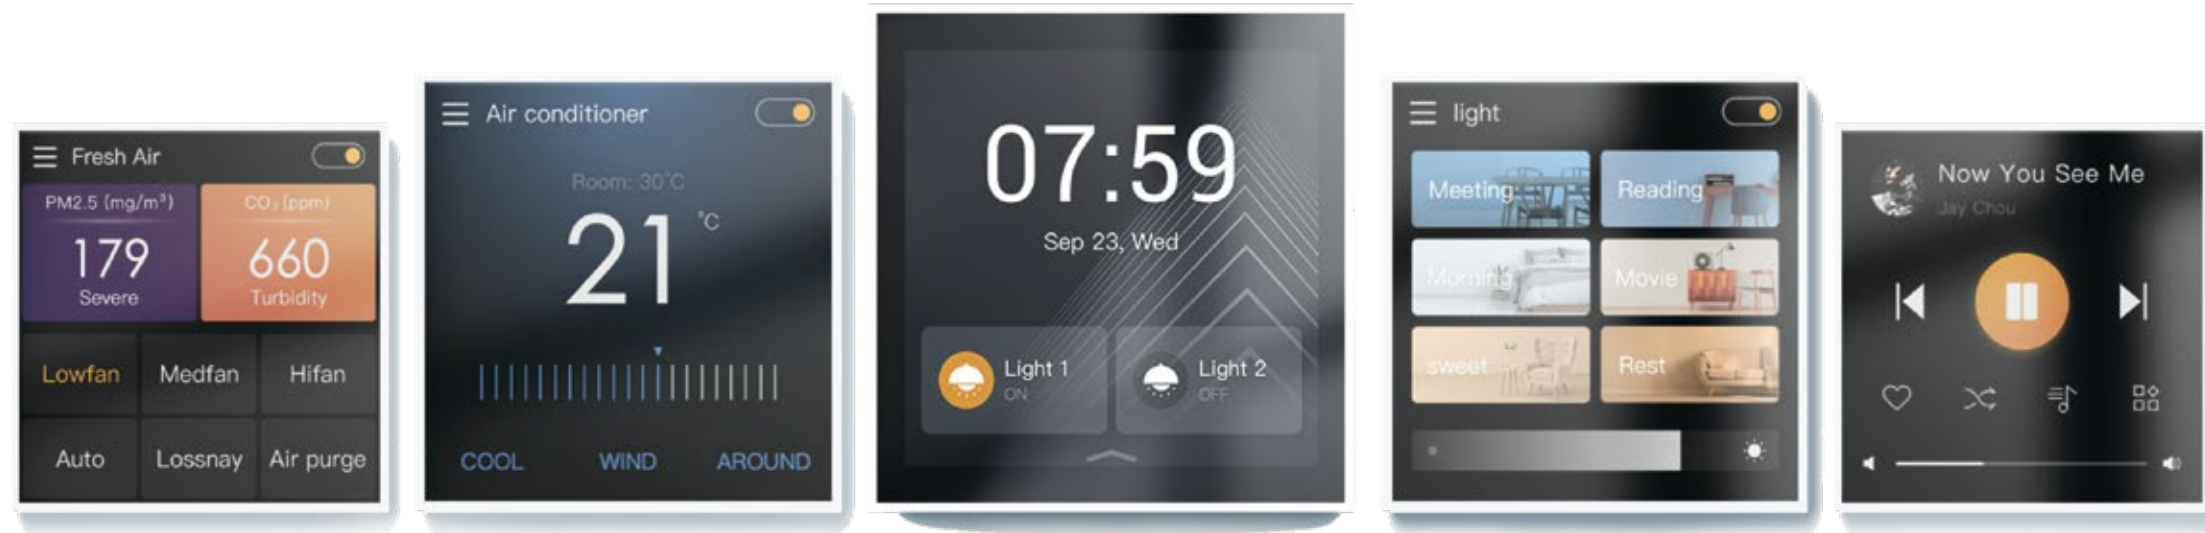 Fresh Air
PM2.5 (mg/m³)
CO₂ (ppm)
179
660
Severe
Turbidity
Lowfan
Medfan
Hifan
Auto
Lossnay
Air purge
Air conditioner
Room: 30°C
21 °C
COOL
WIND
AROUND
07:59
Sep 23, Wed
Light 1
ON
Light 2
OFF
light
Meeting
Reading
Morning
Movie
sweet
Rest
Now You See Me
Jay Chou